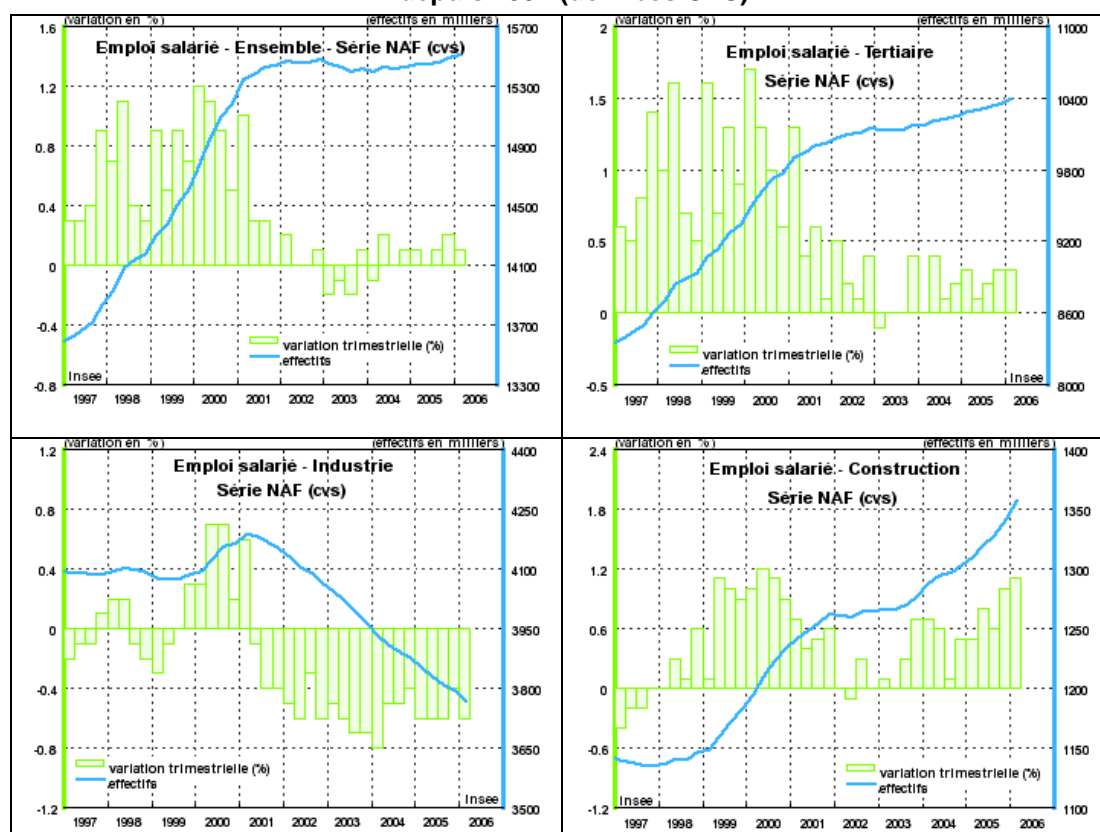 (variation en %) (effectifs en milliers)
Emploi salarié - Ensemble - Série NAF (cvs)
1.6 15700
1.2 15300
0.8 14900
0.4 14500
0 14100
-0.4 13700
-0.8 13300
variation trimestrielle (%)
effectifs
Insee
1997 1998 1999 2000 2001 2002 2003 2004 2005 2006
(variation en %) (effectifs en milliers)
Emploi salarié - Tertiaire
Série NAF (cvs)
2 11000
1.5 10400
1 9800
0.5 9200
0 8600
-0.5 8000
variation trimestrielle (%)
effectifs
Insee
1997 1998 1999 2000 2001 2002 2003 2004 2005 2006
(variation en %) (effectifs en milliers)
Emploi salarié - Industrie
Série NAF (cvs)
1.2 4400
0.8 4250
0.4 4100
0 3950
-0.4 3800
-0.8 3650
-1.2 3500
variation trimestrielle (%)
effectifs
Insee
1997 1998 1999 2000 2001 2002 2003 2004 2005 2006
(variation en %) (effectifs en milliers)
Emploi salarié - Construction
Série NAF (cvs)
2.4 1400
1.8 1350
1.2 1300
0.6 1250
0 1200
-0.6 1150
-1.2 1100
variation trimestrielle (%)
effectifs
Insee
1997 1998 1999 2000 2001 2002 2003 2004 2005 2006